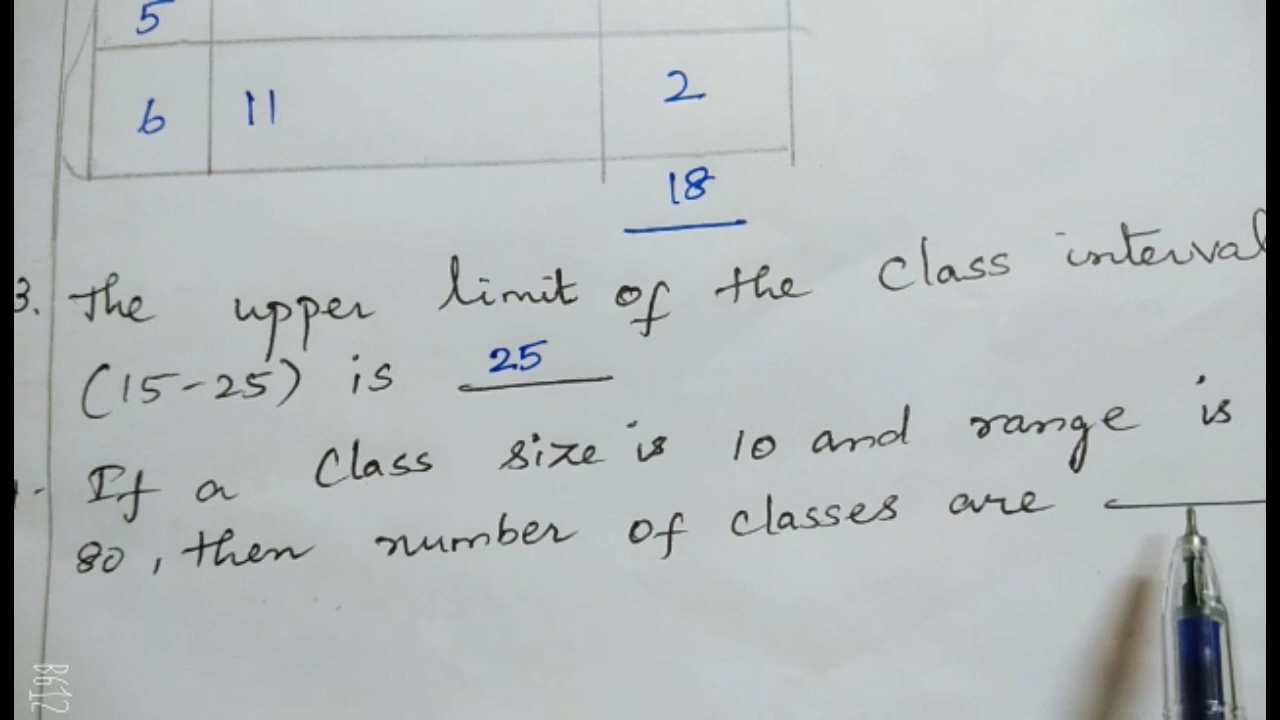 5
6 11 2
18
3. The upper limit of the class interval
(15-25) is 25
If a class size is 10 and range is
80, then number of classes are
B612